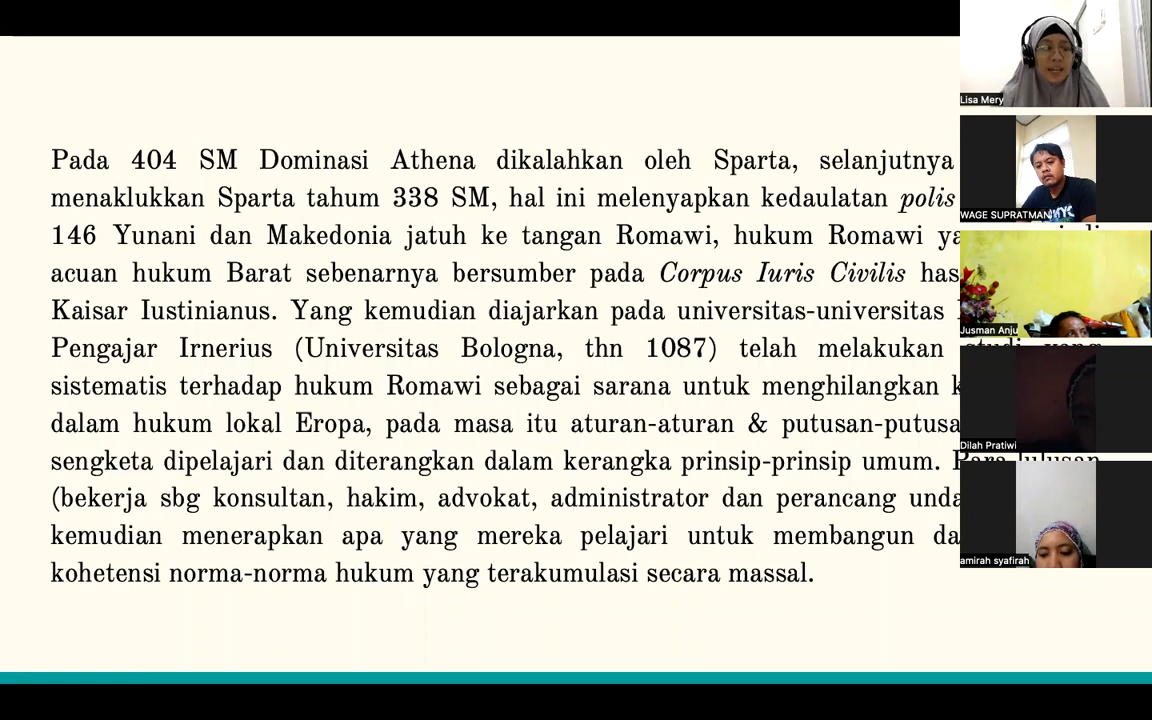 Pada 404 SM Dominasi Athena dikalahkan oleh Sparta, selanjutnya
menaklukkan Sparta tahun 338 SM, hal ini melenyapkan kedaulatan polis
146 Yunani dan Makedonia jatuh ke tangan Romawi, hukum Romawi
acuan hukum Barat sebenarnya bersumber pada Corpus Iuris Civilis
Kaisar Iustinianus. Yang kemudian diajarkan pada universitas-universitas
Pengajar Irnerius (Universitas Bologna, thn 1087) telah melakukan
sistematis terhadap hukum Romawi sebagai sarana untuk menghilangkan
dalam hukum lokal Eropa, pada masa itu aturan-aturan &
sengketa dipelajari dan diterangkan dalam kerangka prinsip-prinsip umum.
(bekerja sbg konsultan, hakim, advokat, administrator dan perancang
kemudian menerapkan apa yang mereka pelajari untuk membangun
kohetensi norma-norma hukum yang terakumulasi secara massal.
Lisa Mery
WAGE SUPRATMAN
Jusman Anju
Dilah Pratiwi
amirah syafirah